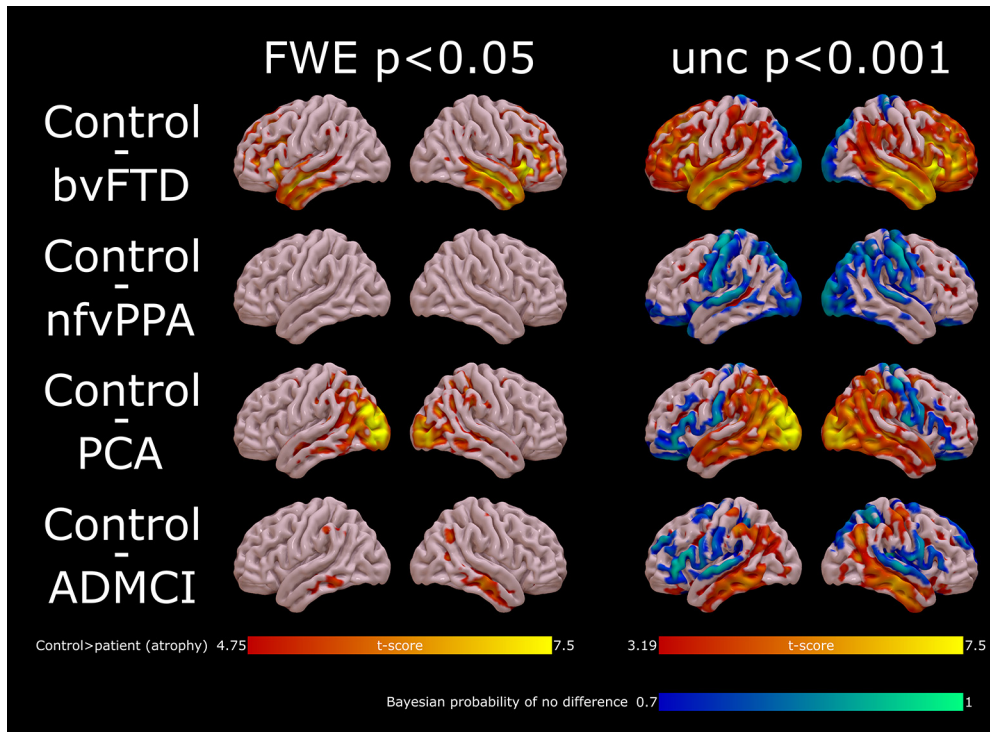 FWE p<0.05 unc p<0.001
Control
-
bvFTD
Control
-
nfvPPA
Control
-
PCA
Control
-
ADMCI
Control>patient (atrophy) 4.75 t-score 7.5 3.19 t-score 7.5
Bayesian probability of no difference 0.7 1